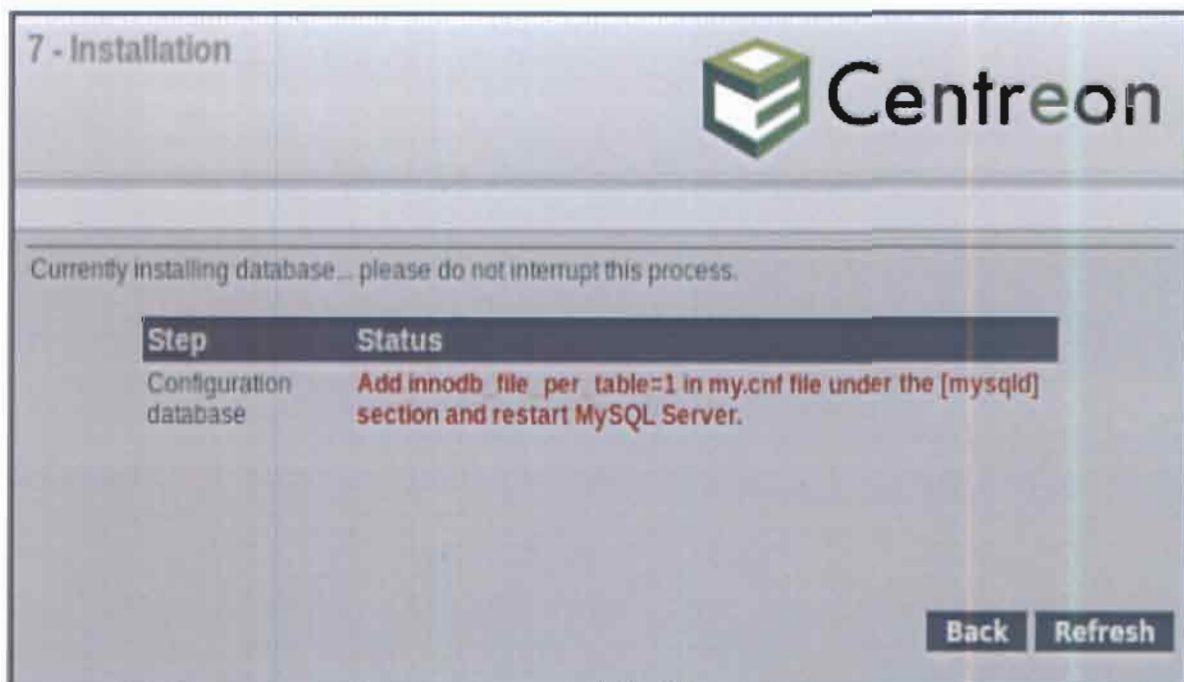 7 - Installation
Centreon
Currently installing database... please do not interrupt this process.
Step Status
Configuration Add innodb_file_per_table=1 in my.cnf file under the [mysqld]
database section and restart MySQL Server.
Back Refresh